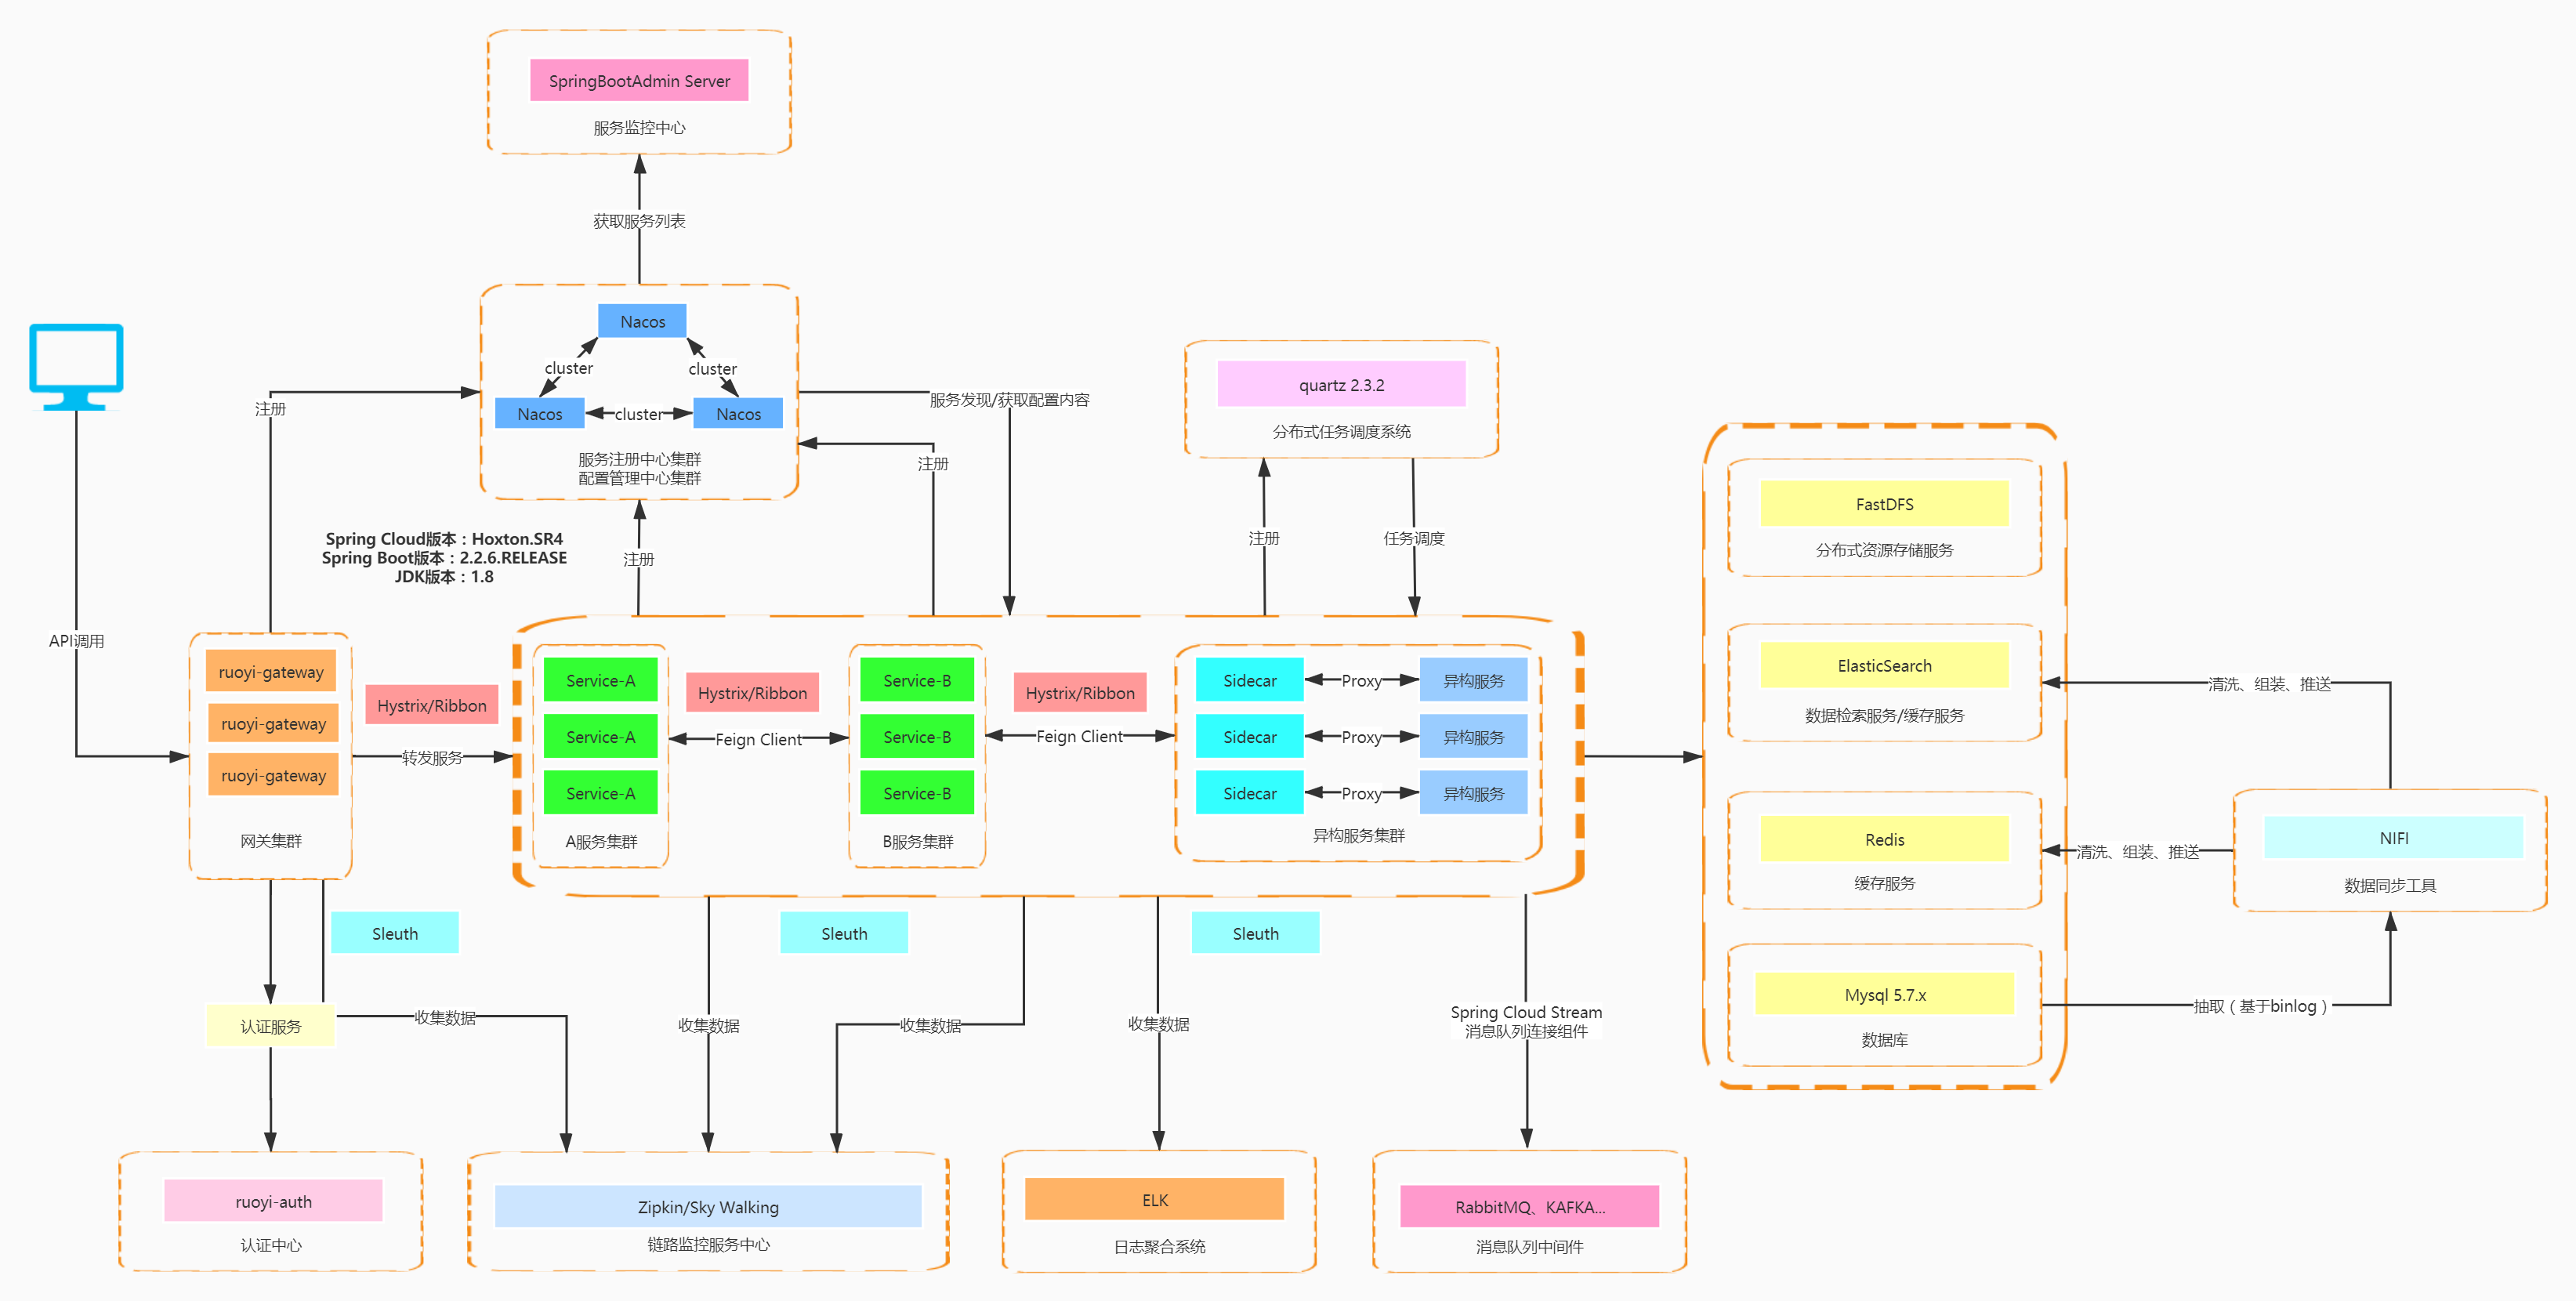 SpringBootAdmin Server
服务监控中心
获取服务列表
Nacos
cluster
cluster
Nacos
cluster
Nacos
服务注册中心集群
配置管理中心集群
注册
服务发现/获取配置内容
注册
注册
quartz 2.3.2
分布式任务调度系统
注册
任务调度
Spring Cloud版本：Hoxton.SR4
Spring Boot版本：2.2.6.RELEASE
JDK版本：1.8
API调用
ruoyi-gateway
ruoyi-gateway
ruoyi-gateway
网关集群
Hystrix/Ribbon
转发服务
Service-A
Service-A
Service-A
A服务集群
Hystrix/Ribbon
Feign Client
Service-B
Service-B
Service-B
B服务集群
Hystrix/Ribbon
Feign Client
Sidecar
Proxy
异构服务
Sidecar
Proxy
异构服务
Sidecar
Proxy
异构服务
异构服务集群
FastDFS
分布式资源存储服务
ElasticSearch
数据检索服务/缓存服务
Redis
缓存服务
Mysql 5.7.x
数据库
清洗、组装、推送
清洗、组装、推送
NIFI
数据同步工具
抽取（基于binlog）
Sleuth
Sleuth
Sleuth
认证服务
收集数据
收集数据
收集数据
收集数据
Spring Cloud Stream
消息队列连接组件
ruoyi-auth
认证中心
Zipkin/Sky Walking
链路监控服务中心
ELK
日志聚合系统
RabbitMQ、KAFKA...
消息队列中间件